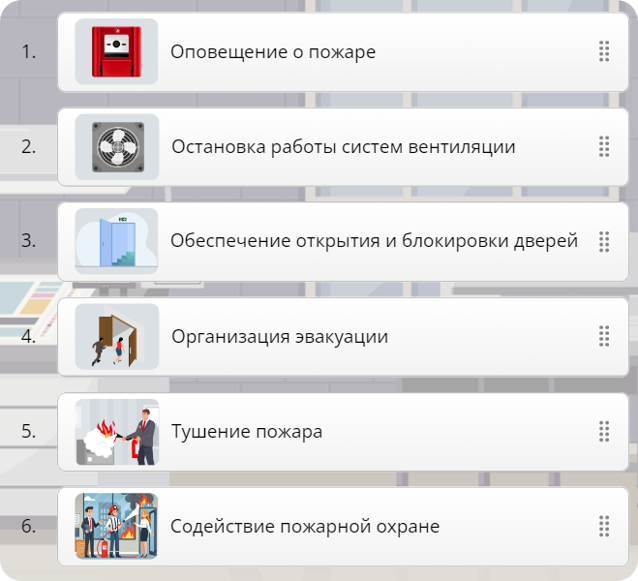 1. Оповещение о пожаре
2. Остановка работы систем вентиляции
3. Обеспечение открытия и блокировки дверей
4. Организация эвакуации
5. Тушение пожара
6. Содействие пожарной охране